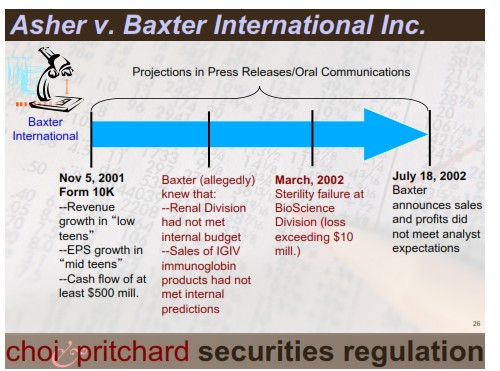 Asher v. Baxter International Inc.
Projections in Press Releases/Oral Communications
Baxter
International
Nov 5, 2001
Form 10K
--Revenue
growth in “low
teens”
--EPS growth in
“mid teens”
--Cash flow of at
least $500 mill.
Baxter (allegedly)
knew that:
--Renal Division
had not met
internal budget
--Sales of IGIV
immunoglobin
products had not
met internal
predictions
March, 2002
Sterility failure at
BioScience
Division (loss
exceeding $10
mill.)
July 18, 2002
Baxter
announces sales
and profits did
not meet analyst
expectations
26
choi & pritchard securities regulation